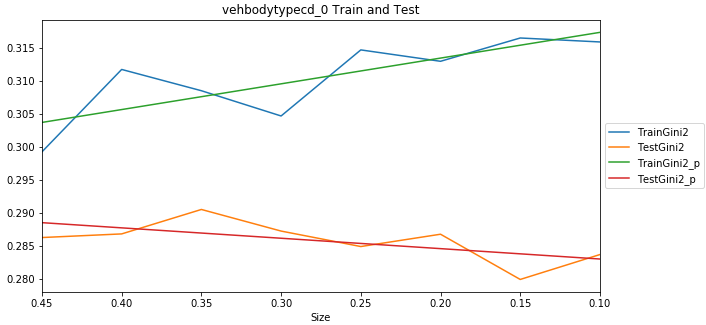 vehbodytypecd_0 Train and Test
0.315
0.310
0.305
0.300
0.295
0.290
0.285
0.280
0.45 0.40 0.35 0.30 0.25 0.20 0.15 0.10
Size
TrainGini2
TestGini2
TrainGini2_p
TestGini2_p